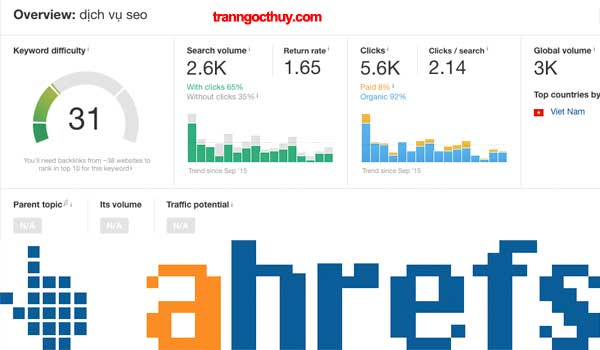 Overview: dịch vụ seo
tranngocthuy.com
Keyword difficulty i
31
You'll need backlinks from ~38 websites to
rank in top 10 for this keyword i
Search volume i
2.6K
With clicks 65%
Without clicks 35% i
Trend since Sep '15
Return rate i
1.65
Clicks i
5.6K
Paid 8% i
Organic 92%
Trend since Sep '15
Clicks / search i
2.14
Global volume i
3K
Top countries by
Viet Nam
Parent topic i
N/A
Its volume
N/A
Traffic potential i
N/A
ahrefs